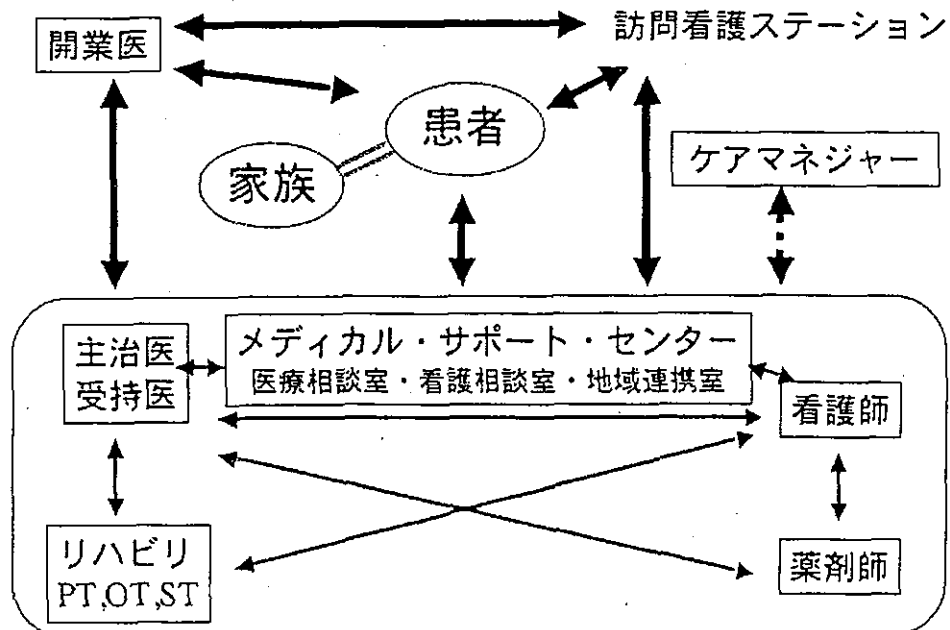 開業医
訪問看護ステーション
患者
家族
ケアマネジャー
主治医
受持医
メディカル・サポート・センター
医療相談室・看護相談室・地域連携室
看護師
リハビリ
PT,OT,ST
薬剤師